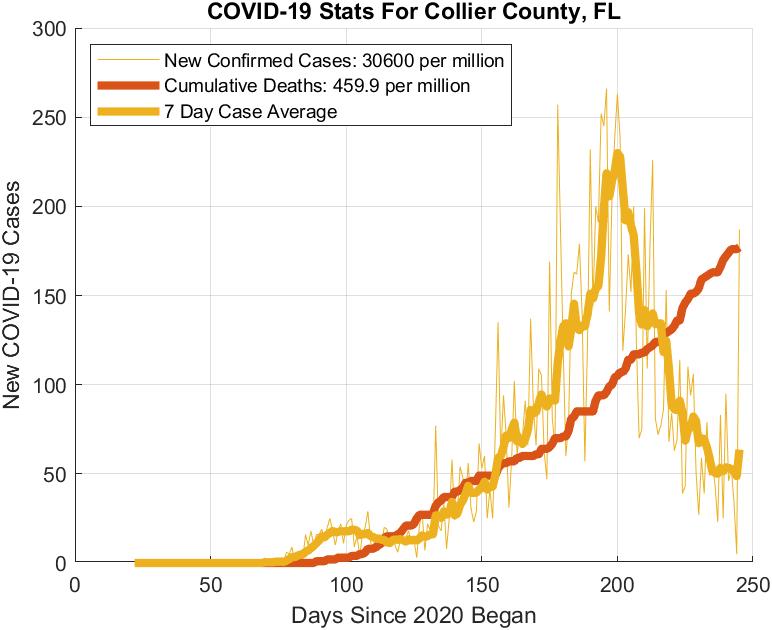 COVID-19 Stats For Collier County, FL
New Confirmed Cases: 30600 per million
Cumulative Deaths: 459.9 per million
7 Day Case Average
New COVID-19 Cases
300
250
200
150
100
50
0
0 50 100 150 200 250
Days Since 2020 Began